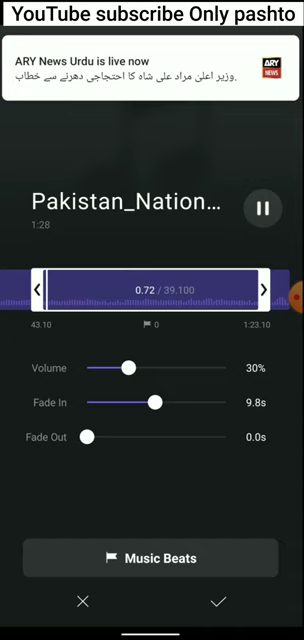 YouTube subscribe Only pashto
ARY News Urdu is live now
وزیر اعلیٰ مراد علی شاہ کا احتجاجی دھرنے سے خطاب.
ARY
NEWS
Pakistan_Nation...
1:28
0.72 / 39.100
43.10
0
1:23.10
Volume
30%
Fade In
9.8s
Fade Out
0.0s
Music Beats